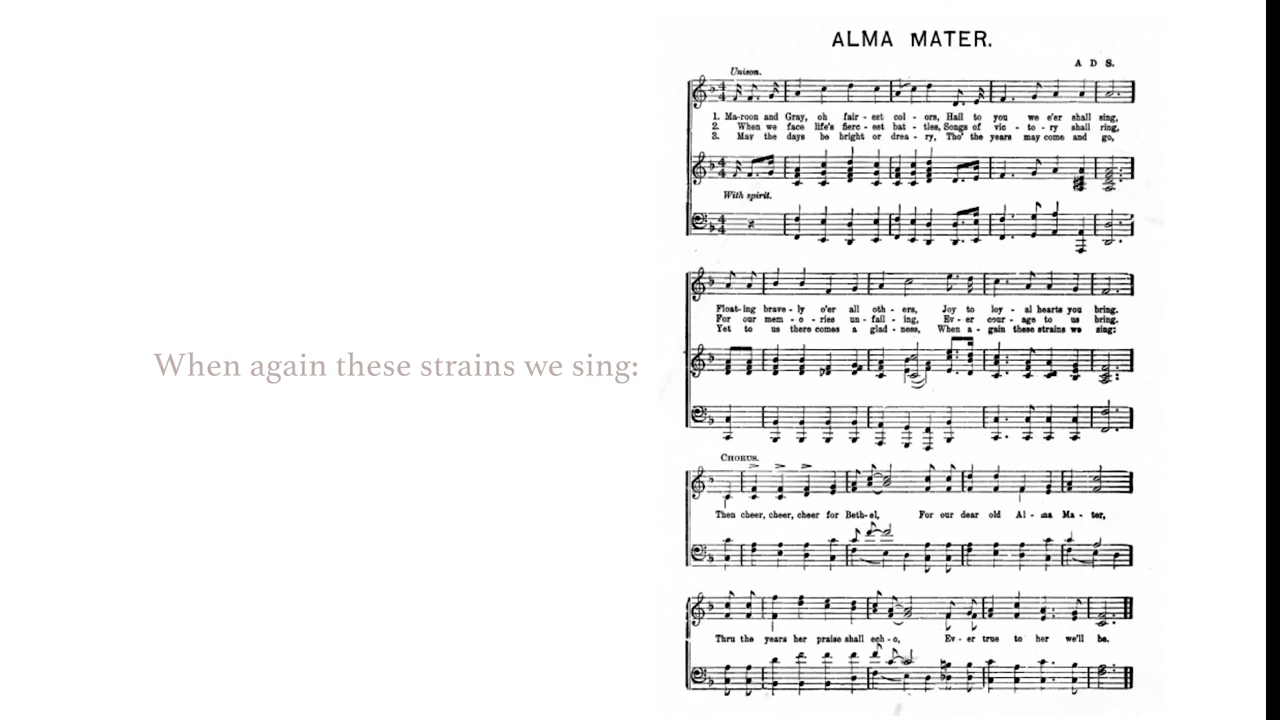 When again these strains we sing:
ALMA MATER.
A D S.
Unison.
1. Ma-roon and Gray, oh fair - est col - ors, Hail to you we e'er shall sing,
2. When we face life's fierc - est bat - ties, Songs of vic - to - ry shall ring,
3. May the days be bright or drea - ry, Tho' the years may come and go,
With spirit.
Float-ing brave - ly o'er all oth - ers, Joy to loy - al hearts you bring.
For our mem - o - ries un - fail - ing, Ev - er cour - age to us bring.
Yet to us there comes a glad - ness, When a - gain these strains we sing:
CHORUS.
Then cheer, cheer, cheer for Beth-el, For our dear old Al - ma Ma - ter,
Thru the years her praise shall ech - o, Ev - er true to her we'll be.